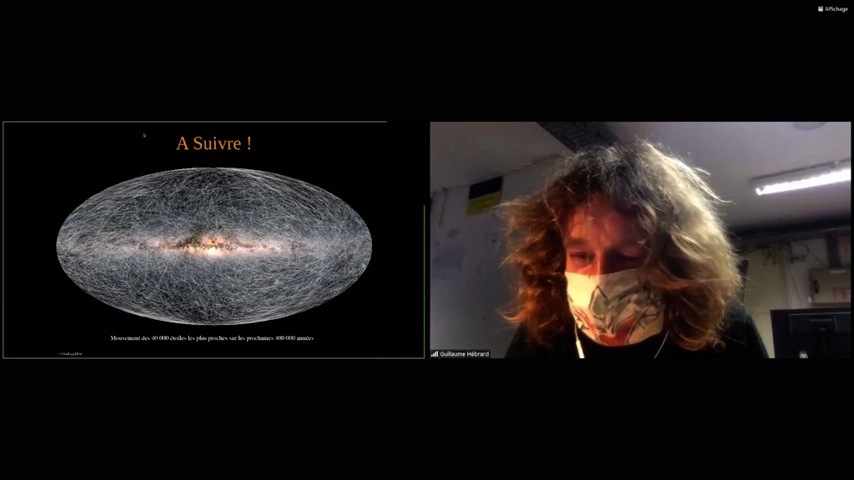 Affichage
A Suivre !
Mouvement des 40 000 étoiles les plus proches sur les prochaines 400 000 années
Guillaume Hébrard